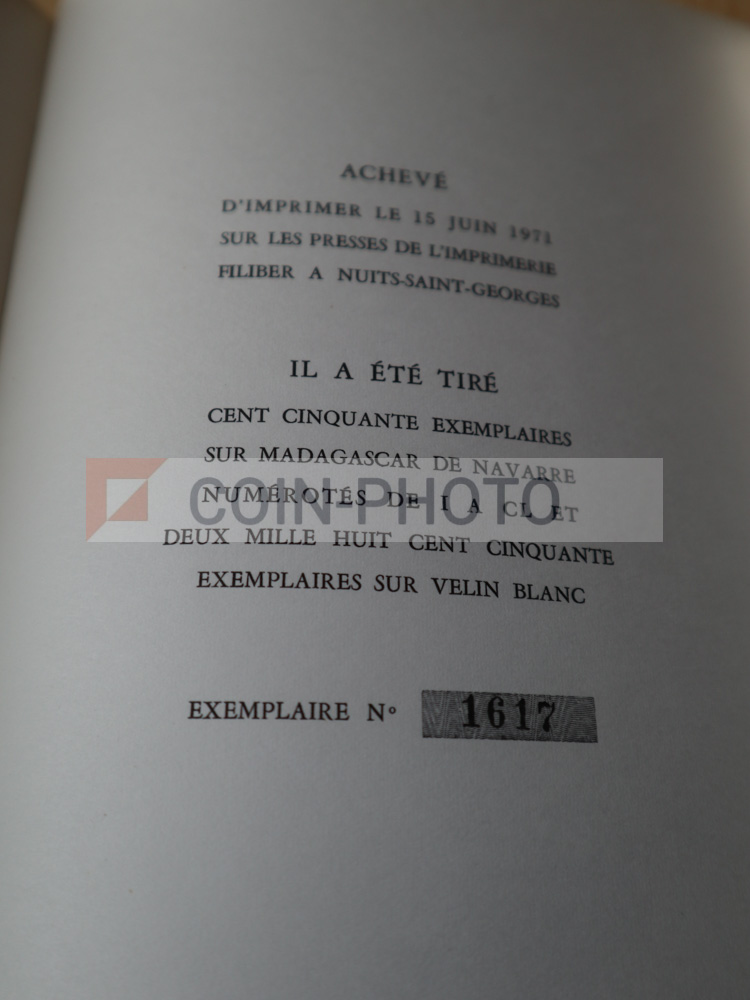 ACHEVÉ
D'IMPRIMER LE 15 JUIN 1971
SUR LES PRESSES DE L'IMPRIMERIE
FILIBER A NUITS-SAINT-GEORGES
IL A ÉTÉ TIRÉ
CENT CINQUANTE EXEMPLAIRES
SUR MADAGASCAR DE NAVARRE
NUMÉROTÉS DE I A CL ET
COIN-PHOTO
DEUX MILLE HUIT CENT CINQUANTE
EXEMPLAIRES SUR VELIN BLANC
EXEMPLAIRE Nº 1617